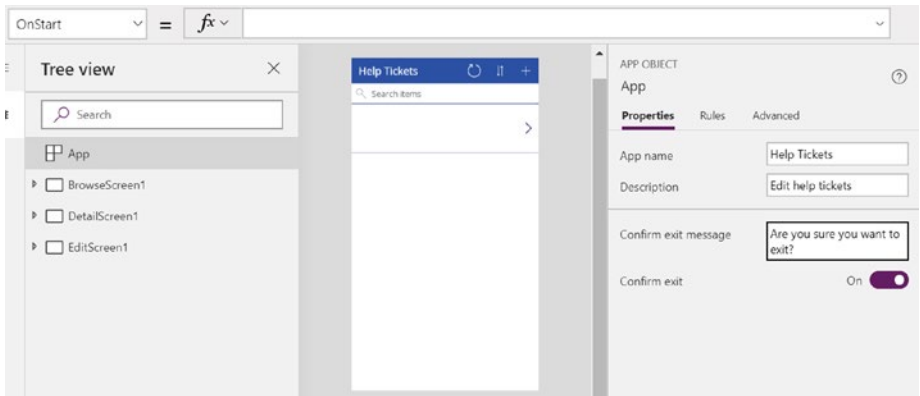 OnStart = fx
Tree view
Search
App
BrowseScreen1
DetailScreen1
EditScreen1
Help Tickets
Search items
APP OBJECT
App
Properties Rules Advanced
App name Help Tickets
Description Edit help tickets
Confirm exit message Are you sure you want to
exit?
Confirm exit On